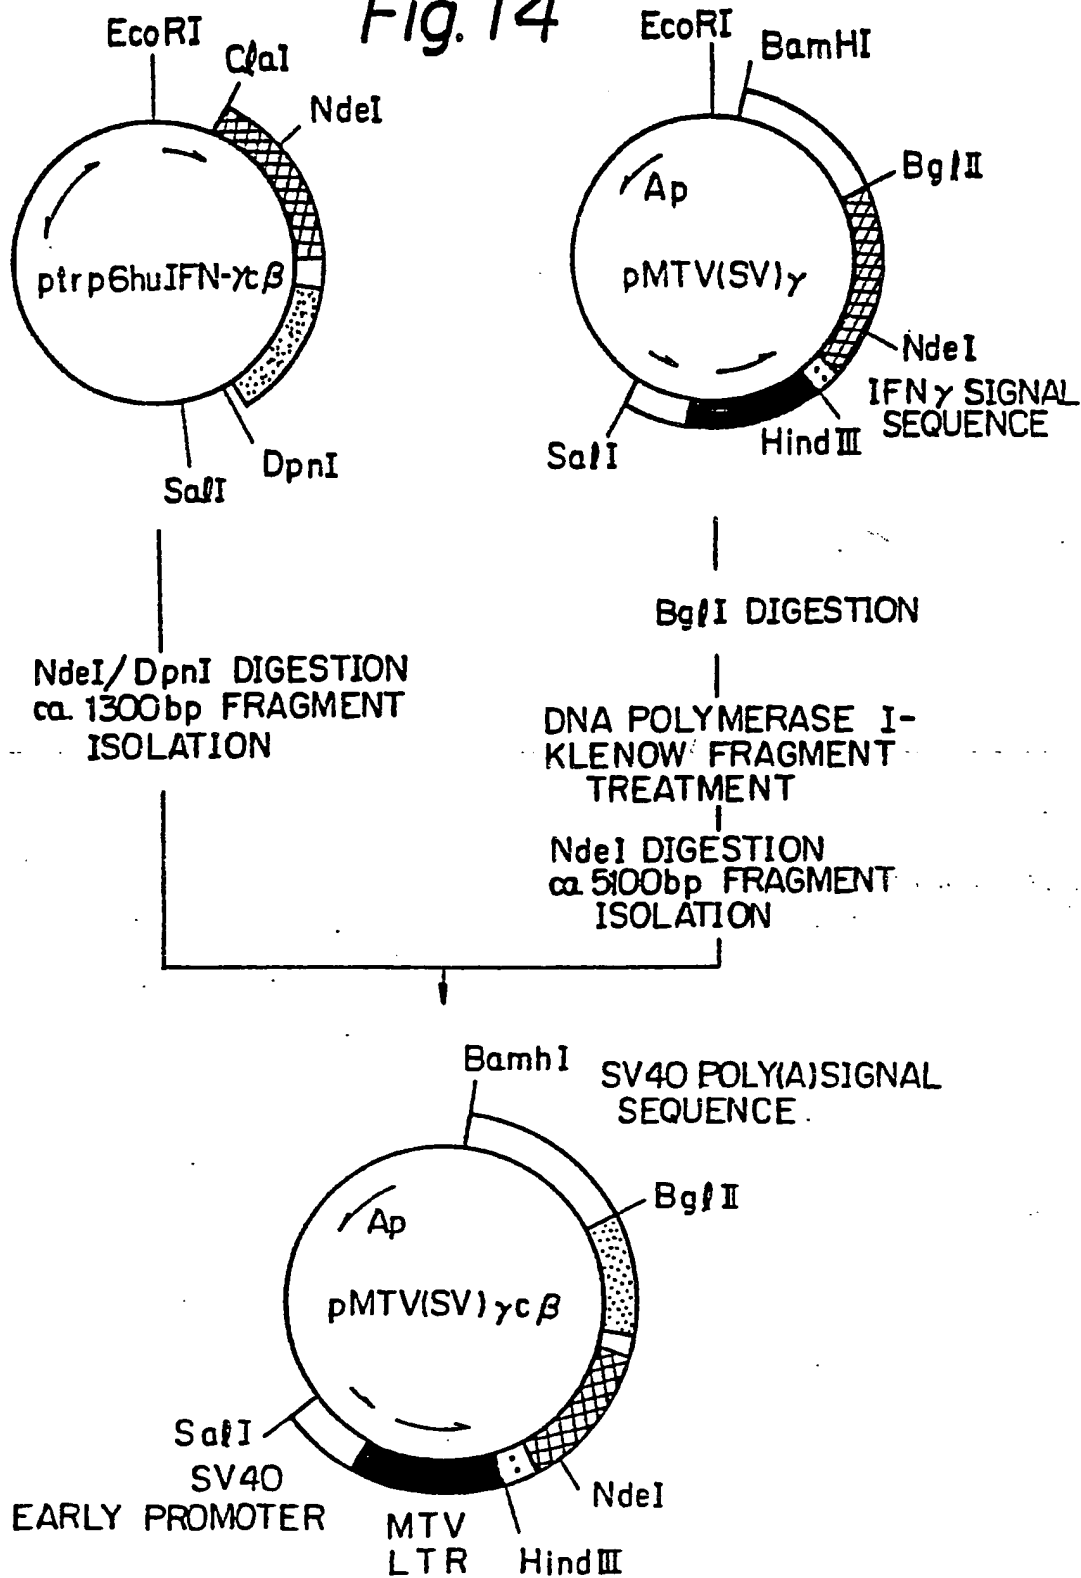 Fig. 14
EcoRI
ClaI
NdeI
ptrp6huIFN-γcβ
DpnI
SalI
EcoRI
BamHI
BglII
Ap
pMTV(SV)γ
NdeI
IFNγ SIGNAL
SEQUENCE
HindIII
SalI
NdeI/DpnI DIGESTION
ca. 1300bp FRAGMENT
ISOLATION
BglI DIGESTION
DNA POLYMERASE I-
KLENOW FRAGMENT
TREATMENT
NdeI DIGESTION
ca 5100bp FRAGMENT
ISOLATION
BamhI
SV40 POLY(A)SIGNAL
SEQUENCE.
BglII
Ap
pMTV(SV)γcβ
SalI
SV40
EARLY PROMOTER
MTV
LTR
HindIII
NdeI